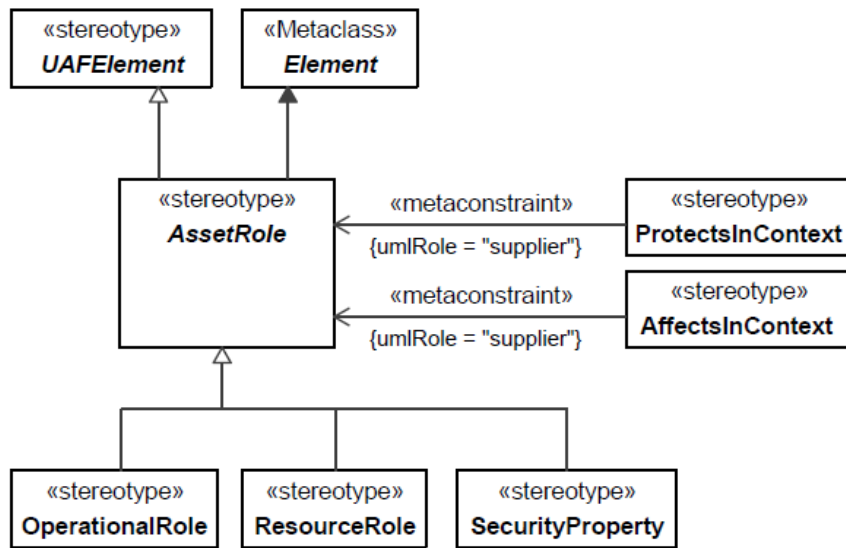 «stereotype»
UAFElement
«Metaclass»
Element
«stereotype»
AssetRole
«metaconstraint»
{umlRole = "supplier"}
«stereotype»
ProtectsInContext
«metaconstraint»
{umlRole = "supplier"}
«stereotype»
AffectsInContext
«stereotype»
OperationalRole
«stereotype»
ResourceRole
«stereotype»
SecurityProperty